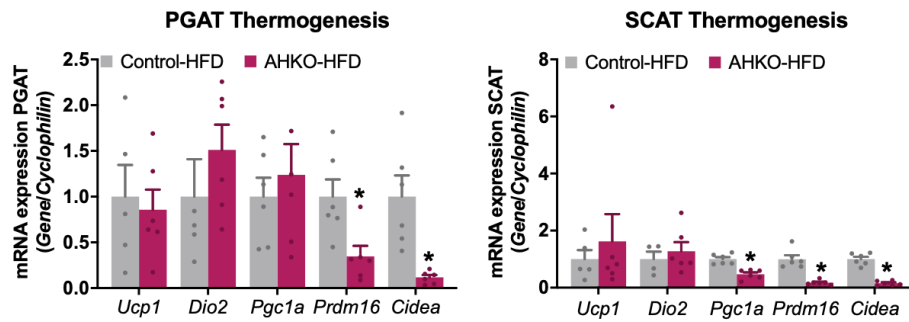 PGAT Thermogenesis
mRNA expression PGAT
(Gene/Cyclophilin)
2.5
2.0
1.5
1.0
0.5
0.0
Control-HFD AHKO-HFD
*
*
Ucp1 Dio2 Pgc1a Prdm16 Cidea
SCAT Thermogenesis
mRNA expression SCAT
(Gene/Cyclophilin)
8
6
4
2
0
Control-HFD AHKO-HFD
* * *
Ucp1 Dio2 Pgc1a Prdm16 Cidea